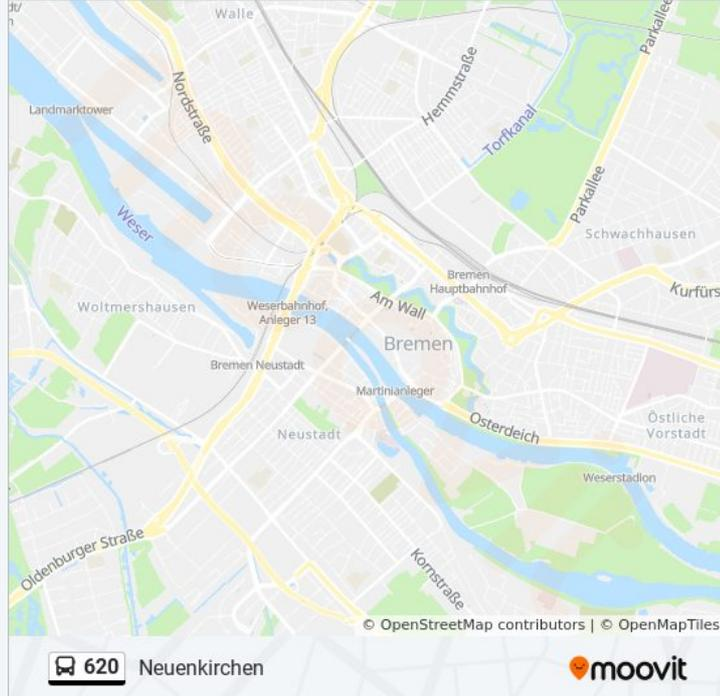 dt/
Walle
Parkallee
Hemmstraße
Nordstraße
Landmarktower
Torfkanal
Parkallee
Weser
Schwachhausen
Bremen
Hauptbahnhof
Kurfürs
Woltmershausen
Weserbahnhof,
Anleger 13
Am Wall
Bremen
Bremen Neustadt
Martinianleger
Osterdeich
Östliche
Vorstadt
Neustadt
Weserstadion
Oldenburger Straße
Kornstraße
© OpenStreetMap contributors | © OpenMapTiles
620 Neuenkirchen
moovit